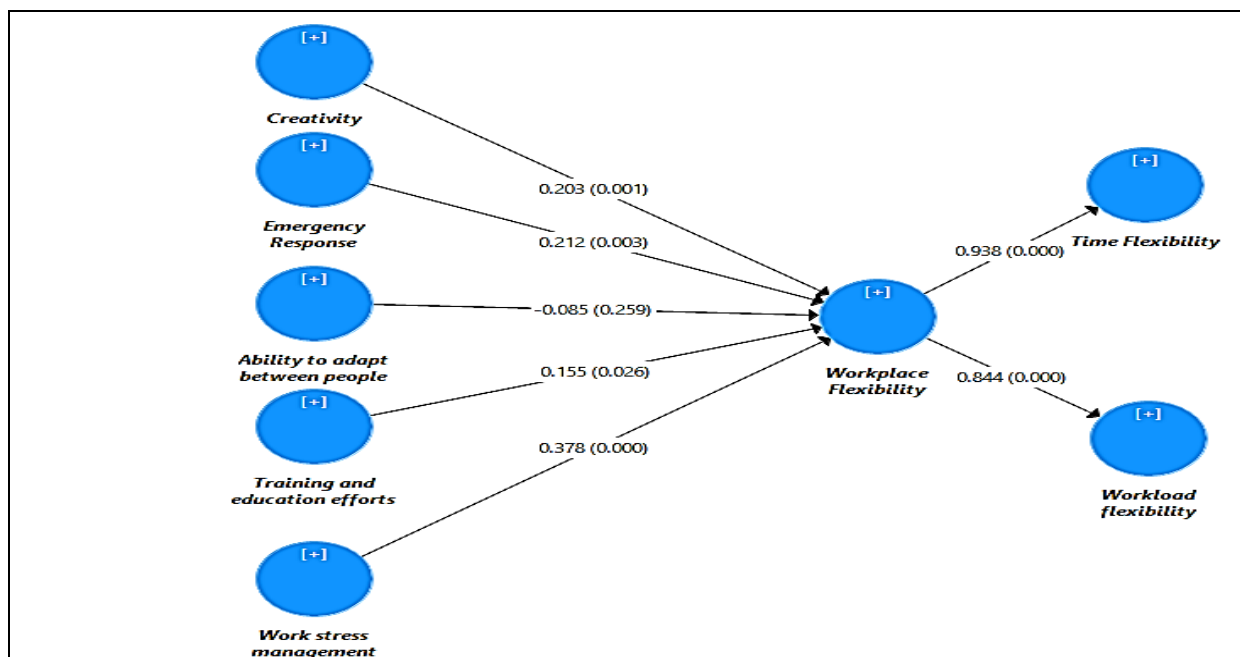 [+]
Creativity
[+]
Emergency
Response
[+]
Ability to adapt
between people
[+]
Training and
education efforts
[+]
Work stress
management
0.203 (0.001)
0.212 (0.003)
-0.085 (0.259)
0.155 (0.026)
0.378 (0.000)
[+]
Workplace
Flexibility
0.938 (0.000)
0.844 (0.000)
[+]
Time Flexibility
[+]
Workload
flexibility